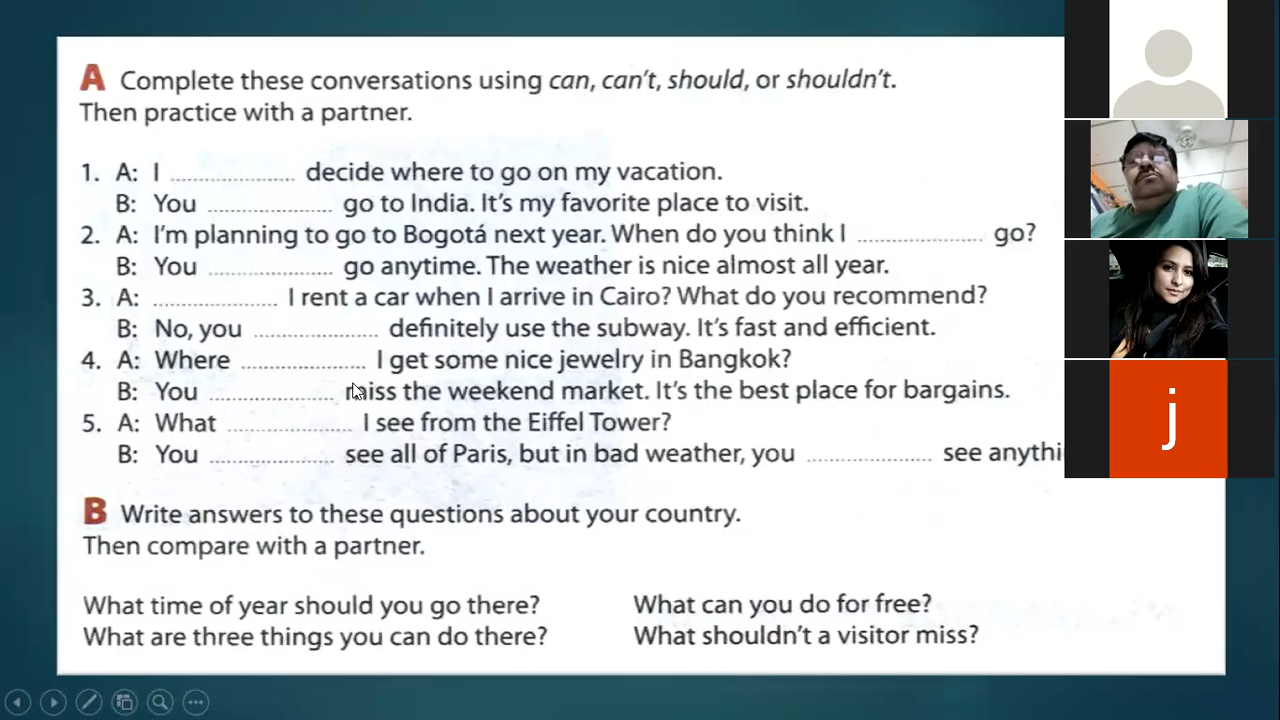 A Complete these conversations using can, can't, should, or shouldn't.
Then practice with a partner.
1. A: I .................... decide where to go on my vacation.
B: You .................... go to India. It's my favorite place to visit.
2. A: I'm planning to go to Bogotá next year. When do you think I .................... go?
B: You .................... go anytime. The weather is nice almost all year.
3. A: .................... I rent a car when I arrive in Cairo? What do you recommend?
B: No, you .................... definitely use the subway. It's fast and efficient.
4. A: Where .................... I get some nice jewelry in Bangkok?
B: You .................... miss the weekend market. It's the best place for bargains.
5. A: What .................... I see from the Eiffel Tower?
B: You .................... see all of Paris, but in bad weather, you .................... see
B Write answers to these questions about your country.
Then compare with a partner.
What time of year should you go there?
What are three things you can do there?
What can you do for free?
What shouldn't a visitor miss?
j